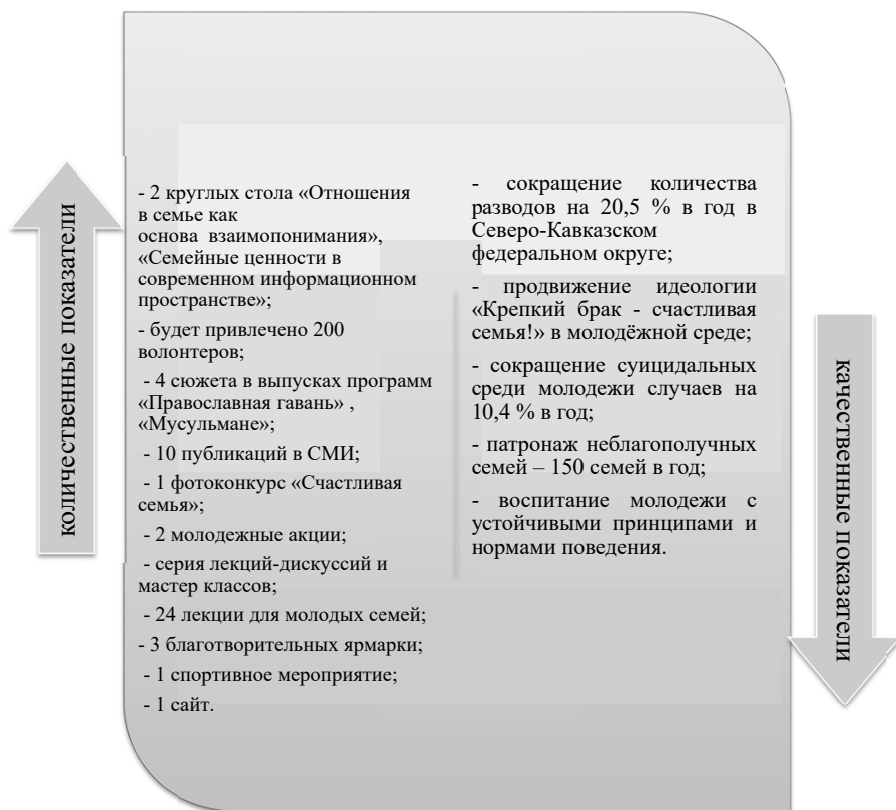 количественные показатели
- 2 круглых стола «Отношения
в семье как
основа взаимопонимания»,
«Семейные ценности в
современном информационном
пространстве»;
- будет привлечено 200
волонтеров;
- 4 сюжета в выпусках программ
«Православная гавань» ,
«Мусульмане»;
- 10 публикаций в СМИ;
- 1 фотоконкурс «Счастливая
семья»;
- 2 молодежные акции;
- серия лекций-дискуссий и
мастер классов;
- 24 лекции для молодых семей;
- 3 благотворительных ярмарки;
- 1 спортивное мероприятие;
- 1 сайт.
- сокращение количества
разводов на 20,5 % в год в
Северо-Кавказском
федеральном округе;
- продвижение идеологии
«Крепкий брак - счастливая
семья!» в молодёжной среде;
- сокращение суицидальных
среди молодежи случаев на
10,4 % в год;
- патронаж неблагополучных
семей – 150 семей в год;
- воспитание молодежи с
устойчивыми принципами и
нормами поведения.
качественные показатели